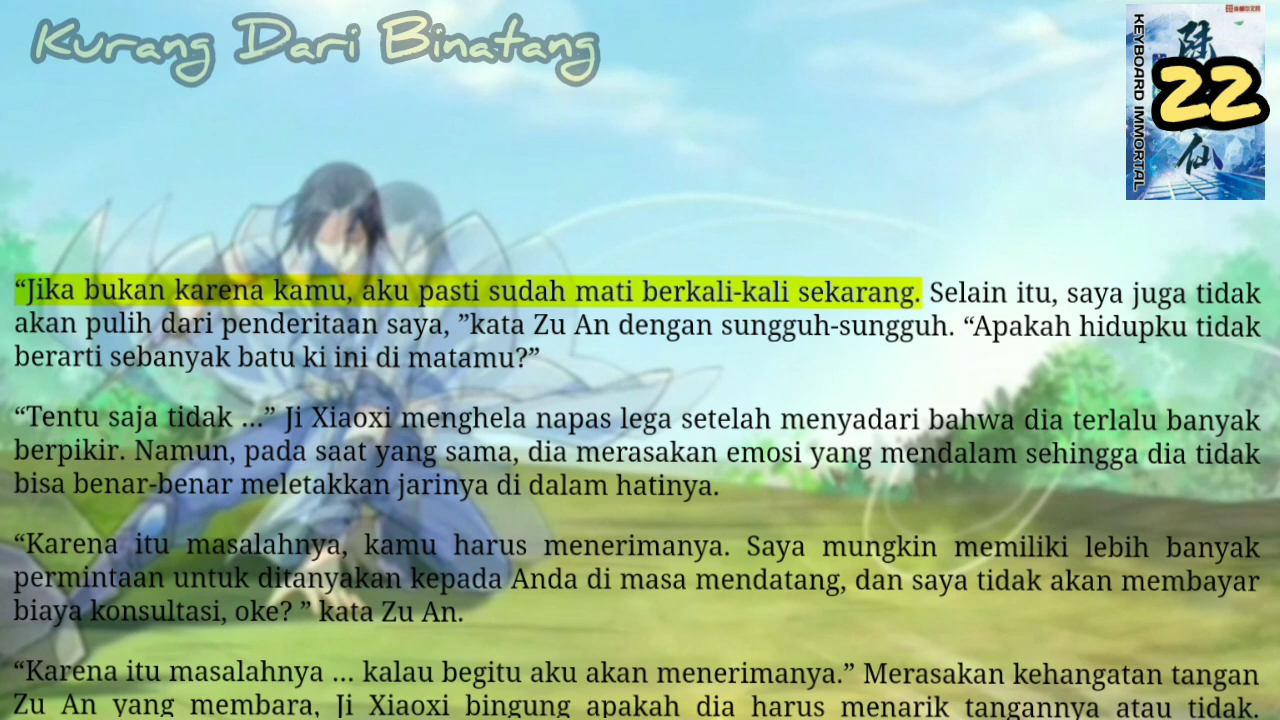 Kurang Dari Binatang
KEYBOARD IMMORTAL
22
仙
“Jika bukan karena kamu, aku pasti sudah mati berkali-kali sekarang. Selain itu, saya juga tidak
akan pulih dari penderitaan saya, ”kata Zu An dengan sungguh-sungguh. “Apakah hidupku tidak
berarti sebanyak batu ki ini di matamu?”
“Tentu saja tidak ...” Ji Xiaoxi menghela napas lega setelah menyadari bahwa dia terlalu banyak
berpikir. Namun, pada saat yang sama, dia merasakan emosi yang mendalam sehingga dia tidak
bisa benar-benar meletakkan jarinya di dalam hatinya.
“Karena itu masalahnya, kamu harus menerimanya. Saya mungkin memiliki lebih banyak
permintaan untuk ditanyakan kepada Anda di masa mendatang, dan saya tidak akan membayar
biaya konsultasi, oke? ” kata Zu An.
“Karena itu masalahnya ... kalau begitu aku akan menerimanya.” Merasakan kehangatan tangan
Zu An yang membara, Ji Xiaoxi bingung apakah dia harus menarik tangannya atau tidak.